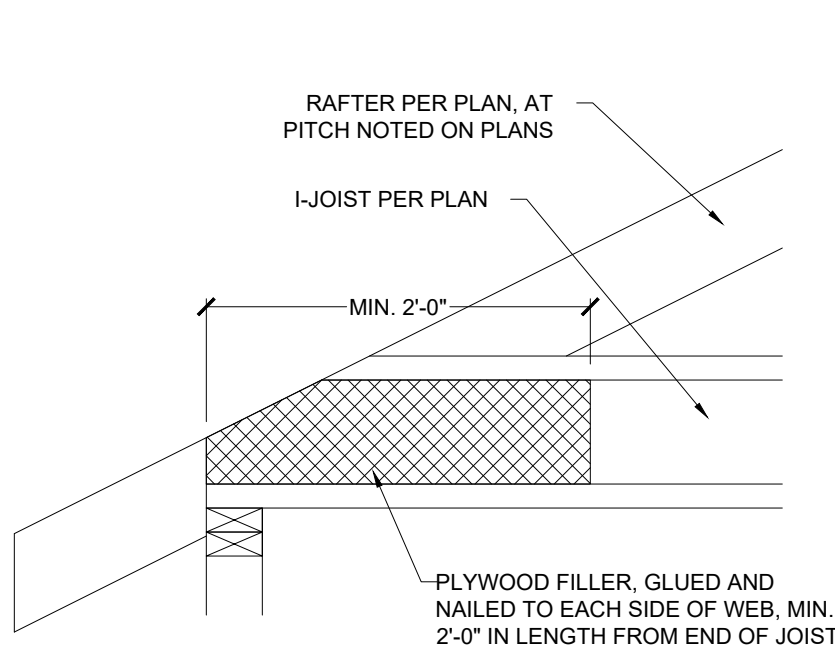 RAFTER PER PLAN, AT
PITCH NOTED ON PLANS
I-JOIST PER PLAN
MIN. 2'-0"
PLYWOOD FILLER, GLUED AND
NAILED TO EACH SIDE OF WEB, MIN.
2'-0" IN LENGTH FROM END OF JOIST